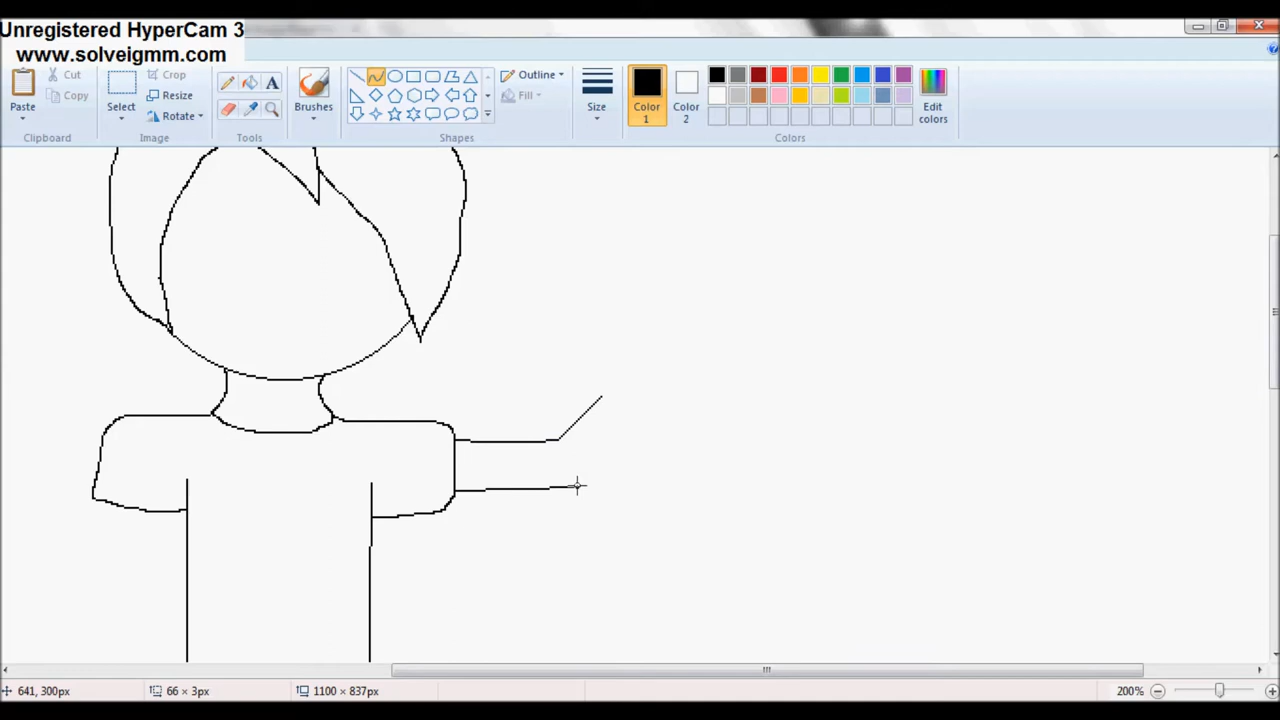 Unregistered HyperCam 3
www.solveigmm.com
Cut
Crop
Outline
Copy
Resize
Fill
Paste
Select
Rotate
Brushes
Size
Color 1
Color 2
Edit colors
Clipboard
Image
Tools
Shapes
Colors
641, 300px
66 × 3px
1100 × 837px
200%